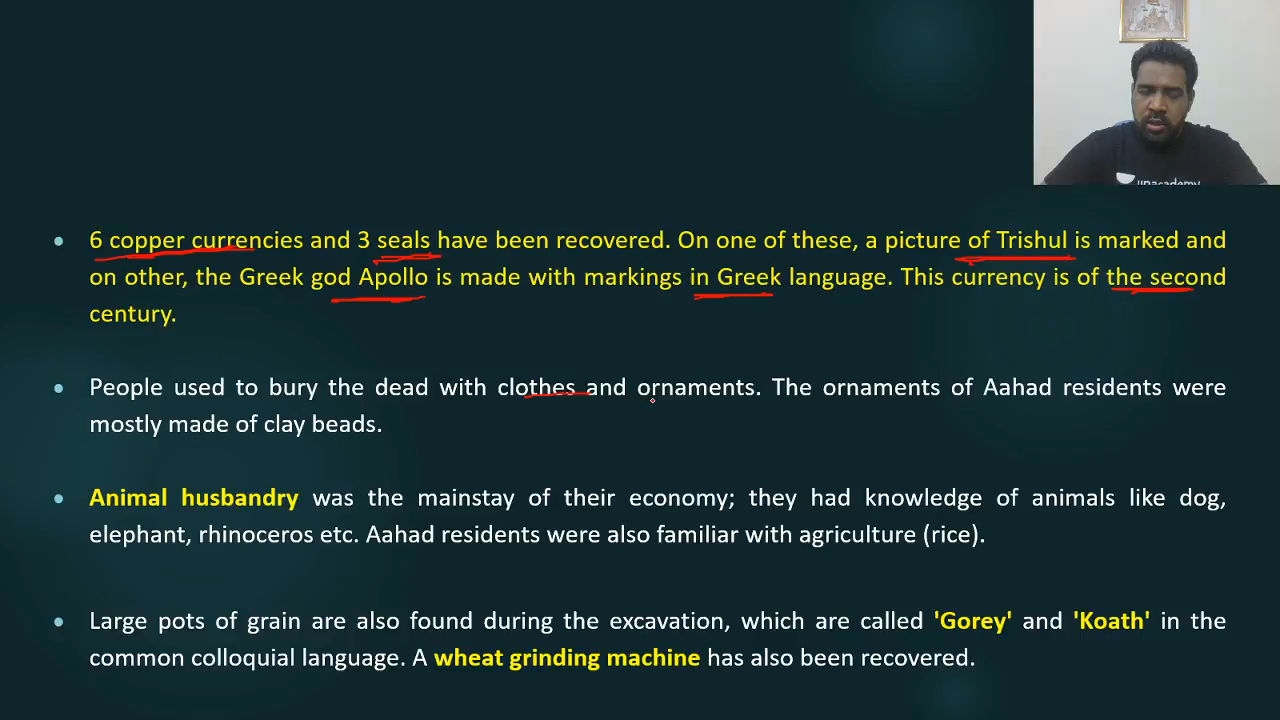 unacademy
6 copper currencies and 3 seals have been recovered. On one of these, a picture of Trishul is marked and
on other, the Greek god Apollo is made with markings in Greek language. This currency is of the second
century.
People used to bury the dead with clothes and ornaments. The ornaments of Aahad residents were
mostly made of clay beads.
Animal husbandry was the mainstay of their economy; they had knowledge of animals like dog,
elephant, rhinoceros etc. Aahad residents were also familiar with agriculture (rice).
Large pots of grain are also found during the excavation, which are called 'Gorey' and 'Koath' in the
common colloquial language. A wheat grinding machine has also been recovered.